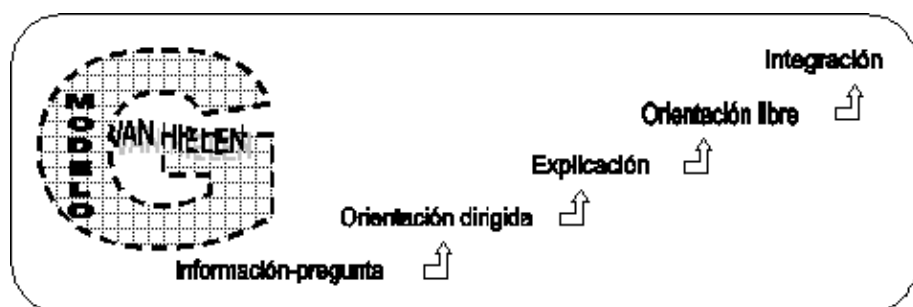 MODELO
VAN HIELEN
Integración
Orientación libre
Explicación
Orientación dirigida
Información-pregunta